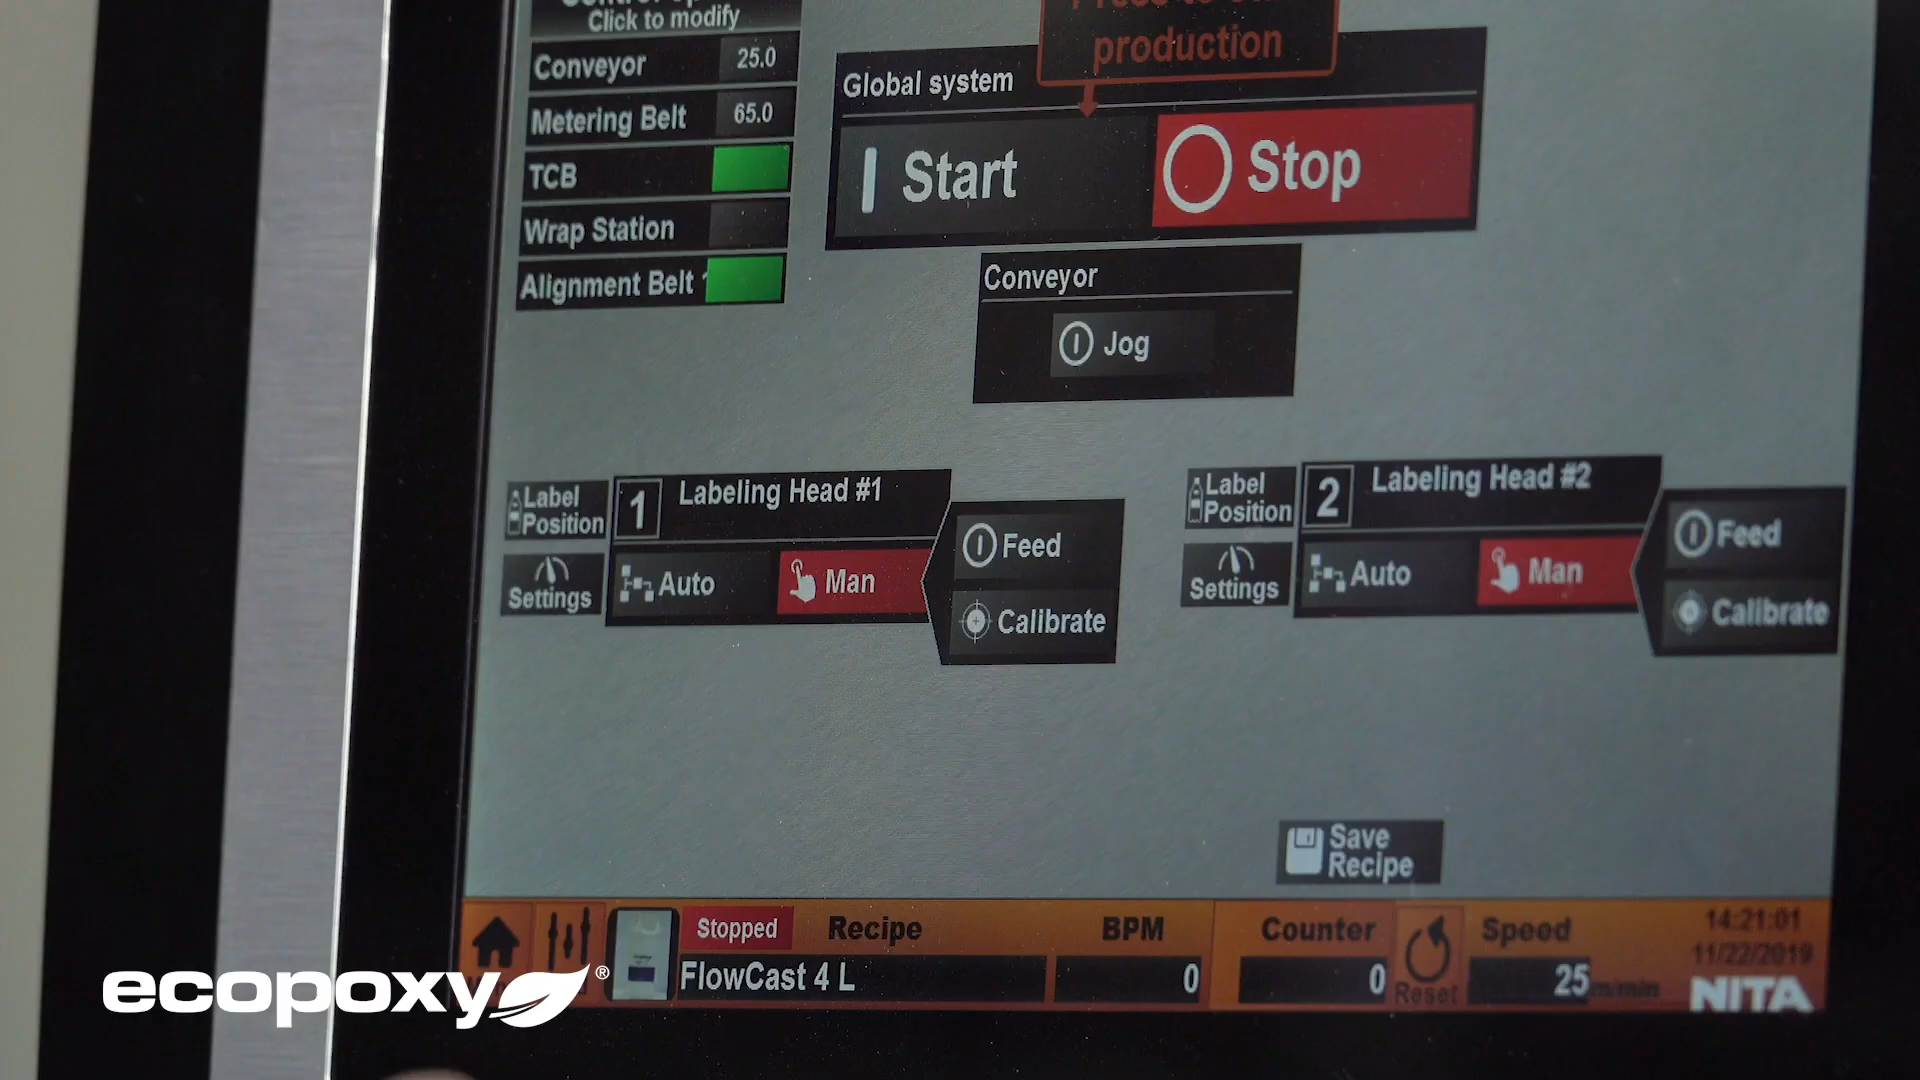 Click to modify
Conveyor 25.0
Metering Belt 65.0
TCB
Wrap Station
Alignment Belt
production
Global system
Start
Stop
Conveyor
Jog
Label
Position
1
Labeling Head #1
Settings
Auto
Man
Feed
Calibrate
Label
Position
2
Labeling Head #2
Settings
Auto
Man
Feed
Calibrate
Save
Recipe
Stopped Recipe BPM Counter Speed 14:21:01
11/22/2019
FlowCast 4 L 0 0 Reset 25 m/min
NITA
ecopoxy®